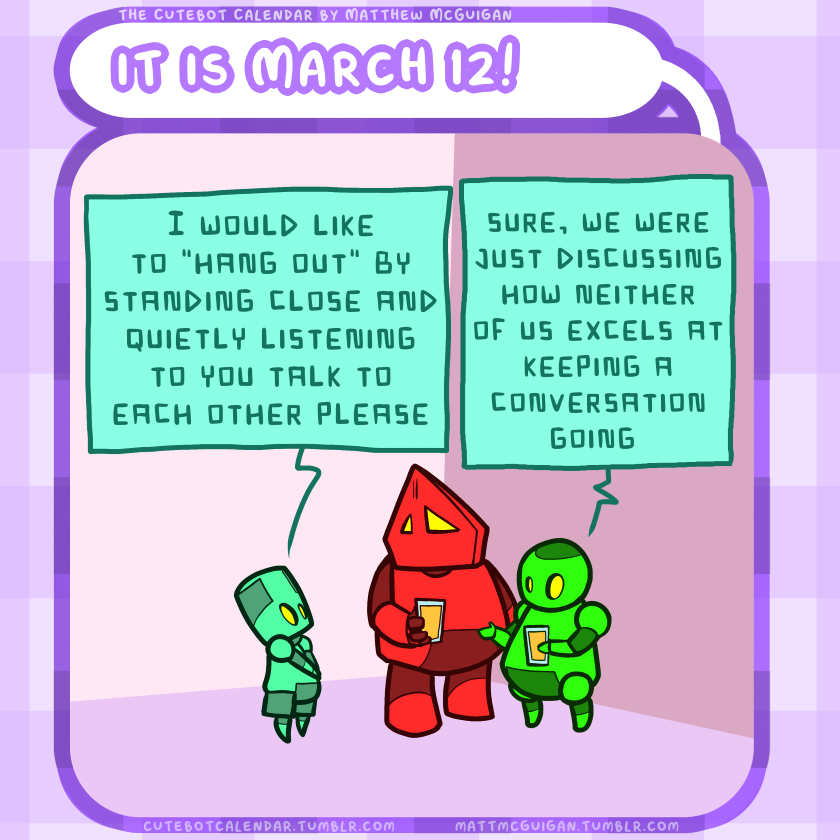 THE CUTEBOT CALENDAR BY MATTHEW MCGUIGAN
IT IS MARCH 12!
I WOULD LIKE
TO "HANG OUT" BY
STANDING CLOSE AND
QUIETLY LISTENING
TO YOU TALK TO
EACH OTHER PLEASE
SURE, WE WERE
JUST DISCUSSING
HOW NEITHER
OF US EXCELS AT
KEEPING A
CONVERSATION
GOING
CUTEBOTCALENDAR.TUMBLR.COM
MATTMCGUIGAN.TUMBLR.COM